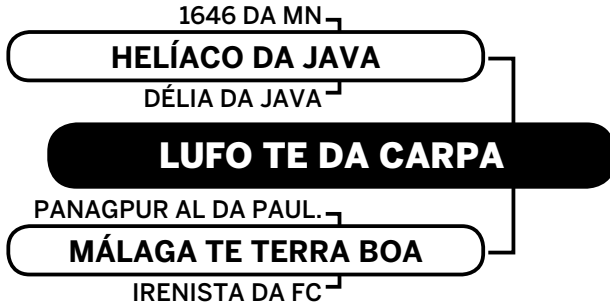 1646 DA MN
HELÍACO DA JAVA
DÉLIA DA JAVA
LUFO TE DA CARPA
PANAGPUR AL DA PAUL.
MÁLAGA TE TERRA BOA
IRENISTA DA FC